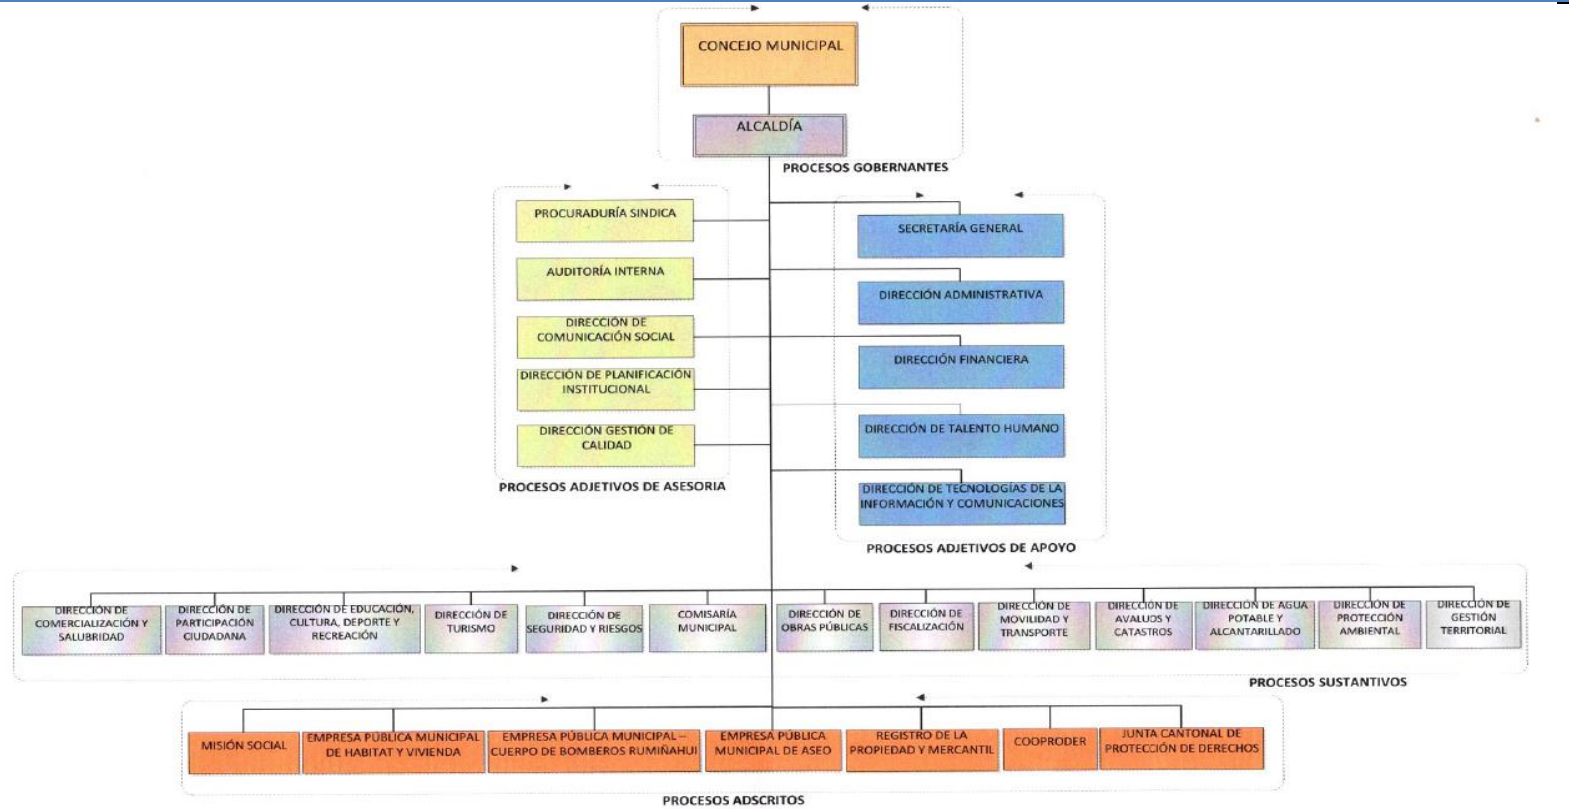 CONCEJO MUNICIPAL
ALCALDÍA
PROCESOS GOBERNANTES
PROCURADURÍA SINDICA
AUDITORÍA INTERNA
DIRECCIÓN DE
COMUNICACIÓN SOCIAL
DIRECCIÓN DE PLANIFICACIÓN
INSTITUCIONAL
DIRECCIÓN GESTIÓN DE
CALIDAD
PROCESOS ADJETIVOS DE ASESORIA
SECRETARÍA GENERAL
DIRECCIÓN ADMINISTRATIVA
DIRECCIÓN FINANCIERA
DIRECCIÓN DE TALENTO HUMANO
DIRECCIÓN DE TECNOLOGÍAS DE LA
INFORMACIÓN Y COMUNICACIONES
PROCESOS ADJETIVOS DE APOYO
DIRECCIÓN DE
COMERCIALIZACIÓN Y
SALUBRIDAD
DIRECCIÓN DE
PARTICIPACIÓN
CIUDADANA
DIRECCIÓN DE EDUCACIÓN,
CULTURA, DEPORTE Y
RECREACIÓN
DIRECCIÓN DE
TURISMO
DIRECCIÓN DE
SEGURIDAD Y RIESGOS
COMISARÍA
MUNICIPAL
DIRECCIÓN DE
OBRAS PÚBLICAS
DIRECCIÓN DE
FISCALIZACIÓN
DIRECCIÓN DE
MOVILIDAD Y
TRANSPORTE
DIRECCIÓN DE
AVALUOS Y
CATASTROS
DIRECCIÓN DE AGUA
POTABLE Y
ALCANTARILLADO
DIRECCIÓN DE
PROTECCIÓN
AMBIENTAL
DIRECCIÓN DE
GESTIÓN
TERRITORIAL
PROCESOS SUSTANTIVOS
MISIÓN SOCIAL
EMPRESA PÚBLICA MUNICIPAL
DE HABITAT Y VIVIENDA
EMPRESA PÚBLICA MUNICIPAL –
CUERPO DE BOMBEROS RUMIÑAHUI
EMPRESA PÚBLICA
MUNICIPAL DE ASEO
REGISTRO DE LA
PROPIEDAD Y MERCANTIL
COOPRODER
JUNTA CANTONAL DE
PROTECCIÓN DE DERECHOS
PROCESOS ADSCRITOS